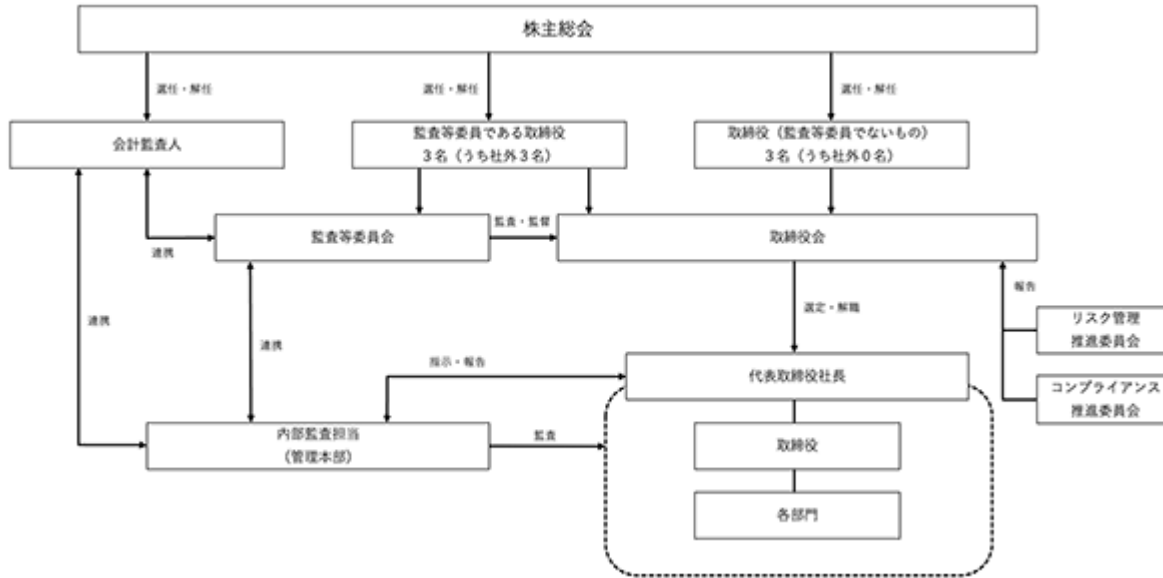 株主総会
選任・解任
選任・解任
選任・解任
会計監査人
監査等委員である取締役
3名（うち社外3名）
取締役（監査等委員でないもの）
3名（うち社外0名）
監査等委員会
監査・監督
取締役会
連携
連携
連携
選定・解職
報告
リスク管理
推進委員会
指示・報告
代表取締役社長
コンプライアンス
推進委員会
内部監査担当
（管理本部）
監査
取締役
各部門